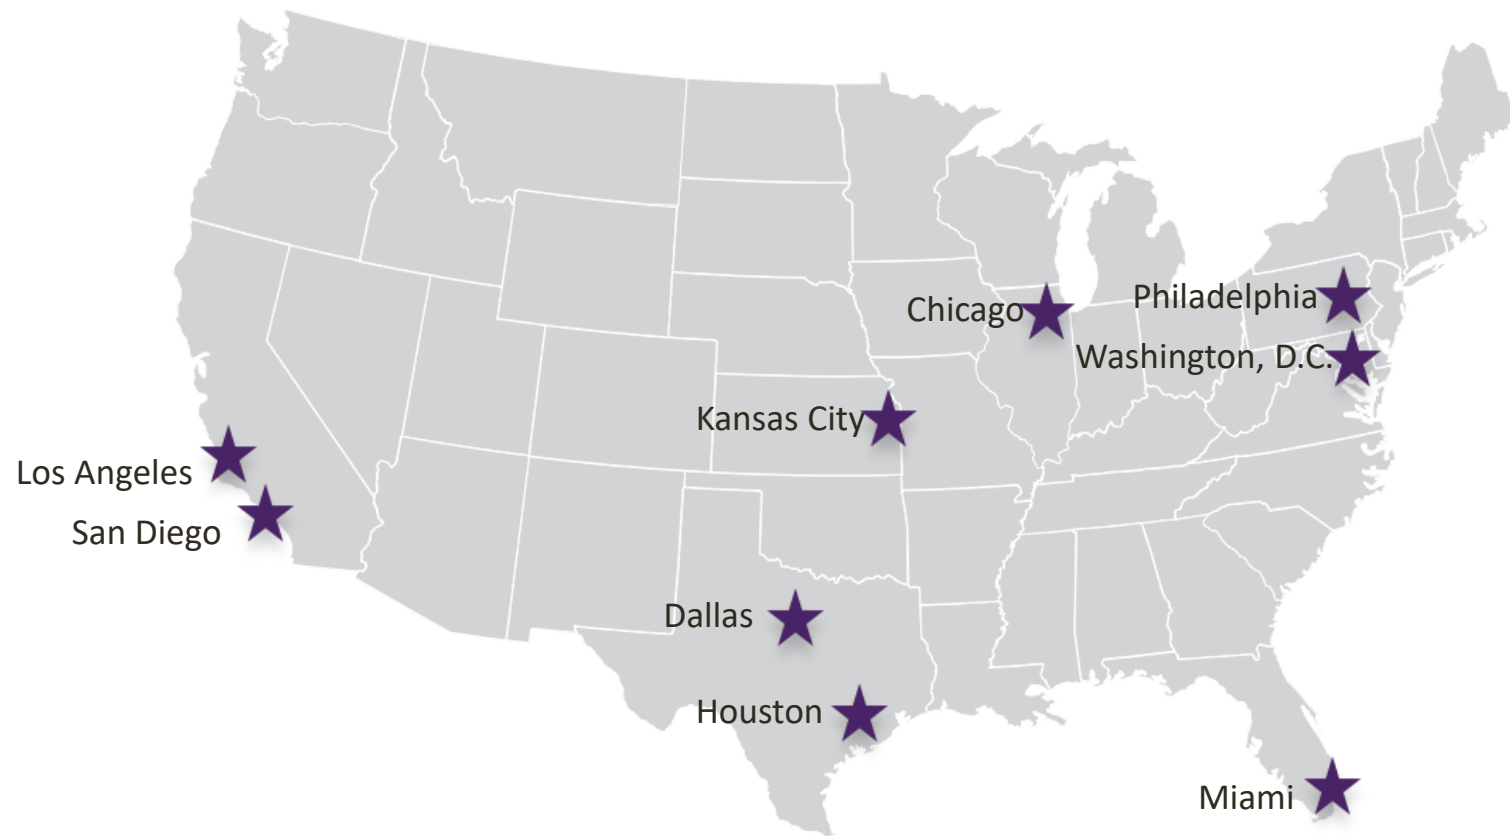 Philadelphia
Chicago
Washington, D.C.
Kansas City
Los Angeles
San Diego
Dallas
Houston
Miami